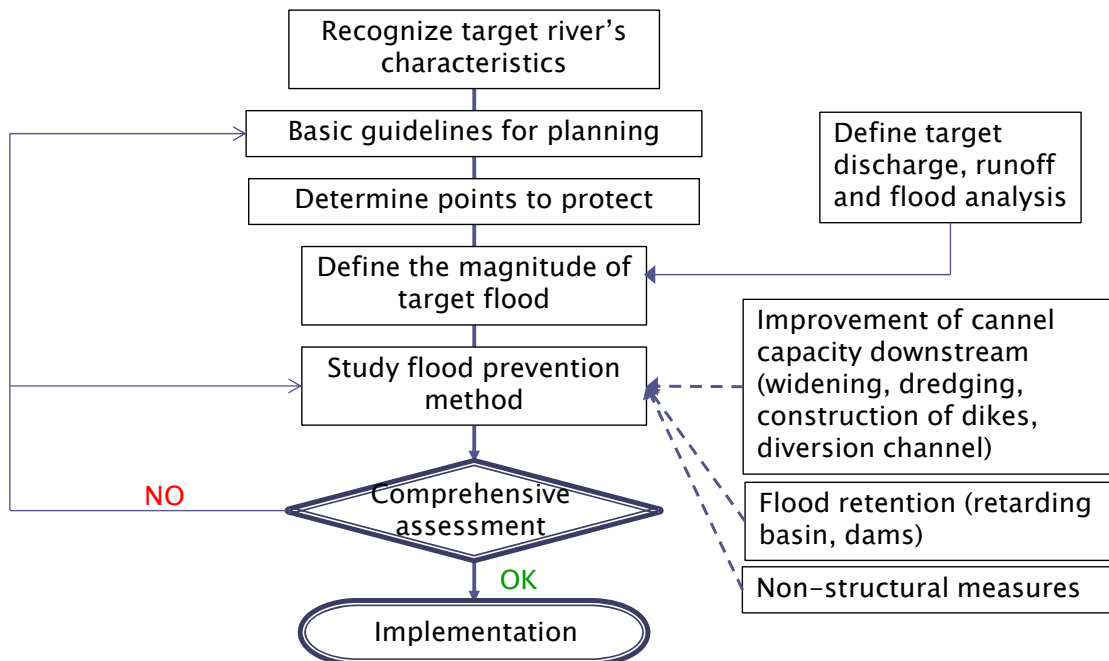 Recognize target river’s
characteristics
Basic guidelines for planning
Determine points to protect
Define the magnitude of
target flood
Study flood prevention
method
Comprehensive
assessment
NO
OK
Implementation
Define target
discharge, runoff
and flood analysis
Improvement of cannel
capacity downstream
(widening, dredging,
construction of dikes,
diversion channel)
Flood retention (retarding
basin, dams)
Non-structural measures